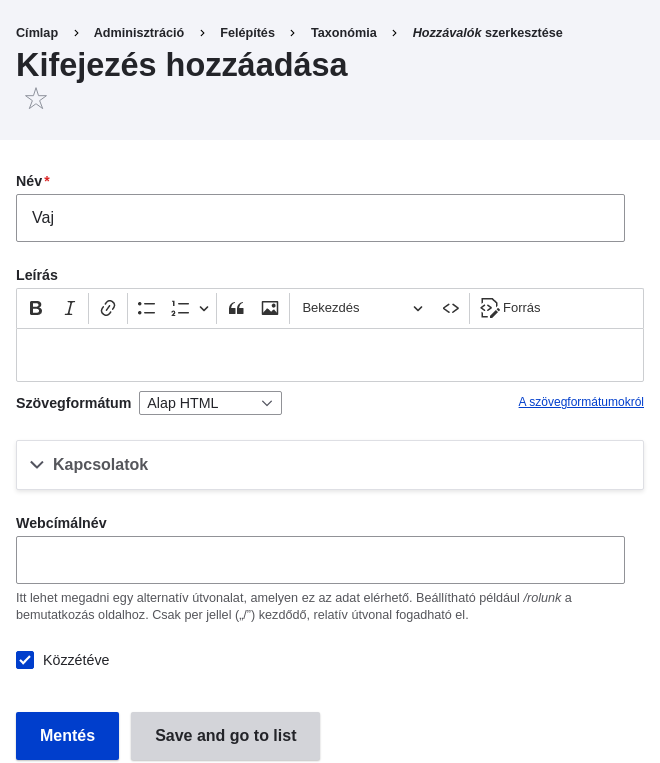 Címlap > Adminisztráció > Felépítés > Taxonómia > Hozzávalók szerkesztése
Kifejezés hozzáadása
Név*
Vaj
Leírás
B I Bekezdés Forrás
Szövegformátum Alap HTML A szövegformátumokról
Kapcsolatok
Webcímálnév
Itt lehet megadni egy alternatív útvonalat, amelyen ez az adat elérhető. Beállítható például /rolunk a
bemutatkozás oldalhoz. Csak per jellel („/”) kezdődő, relatív útvonal fogadható el.
Közzétéve
Mentés Save and go to list